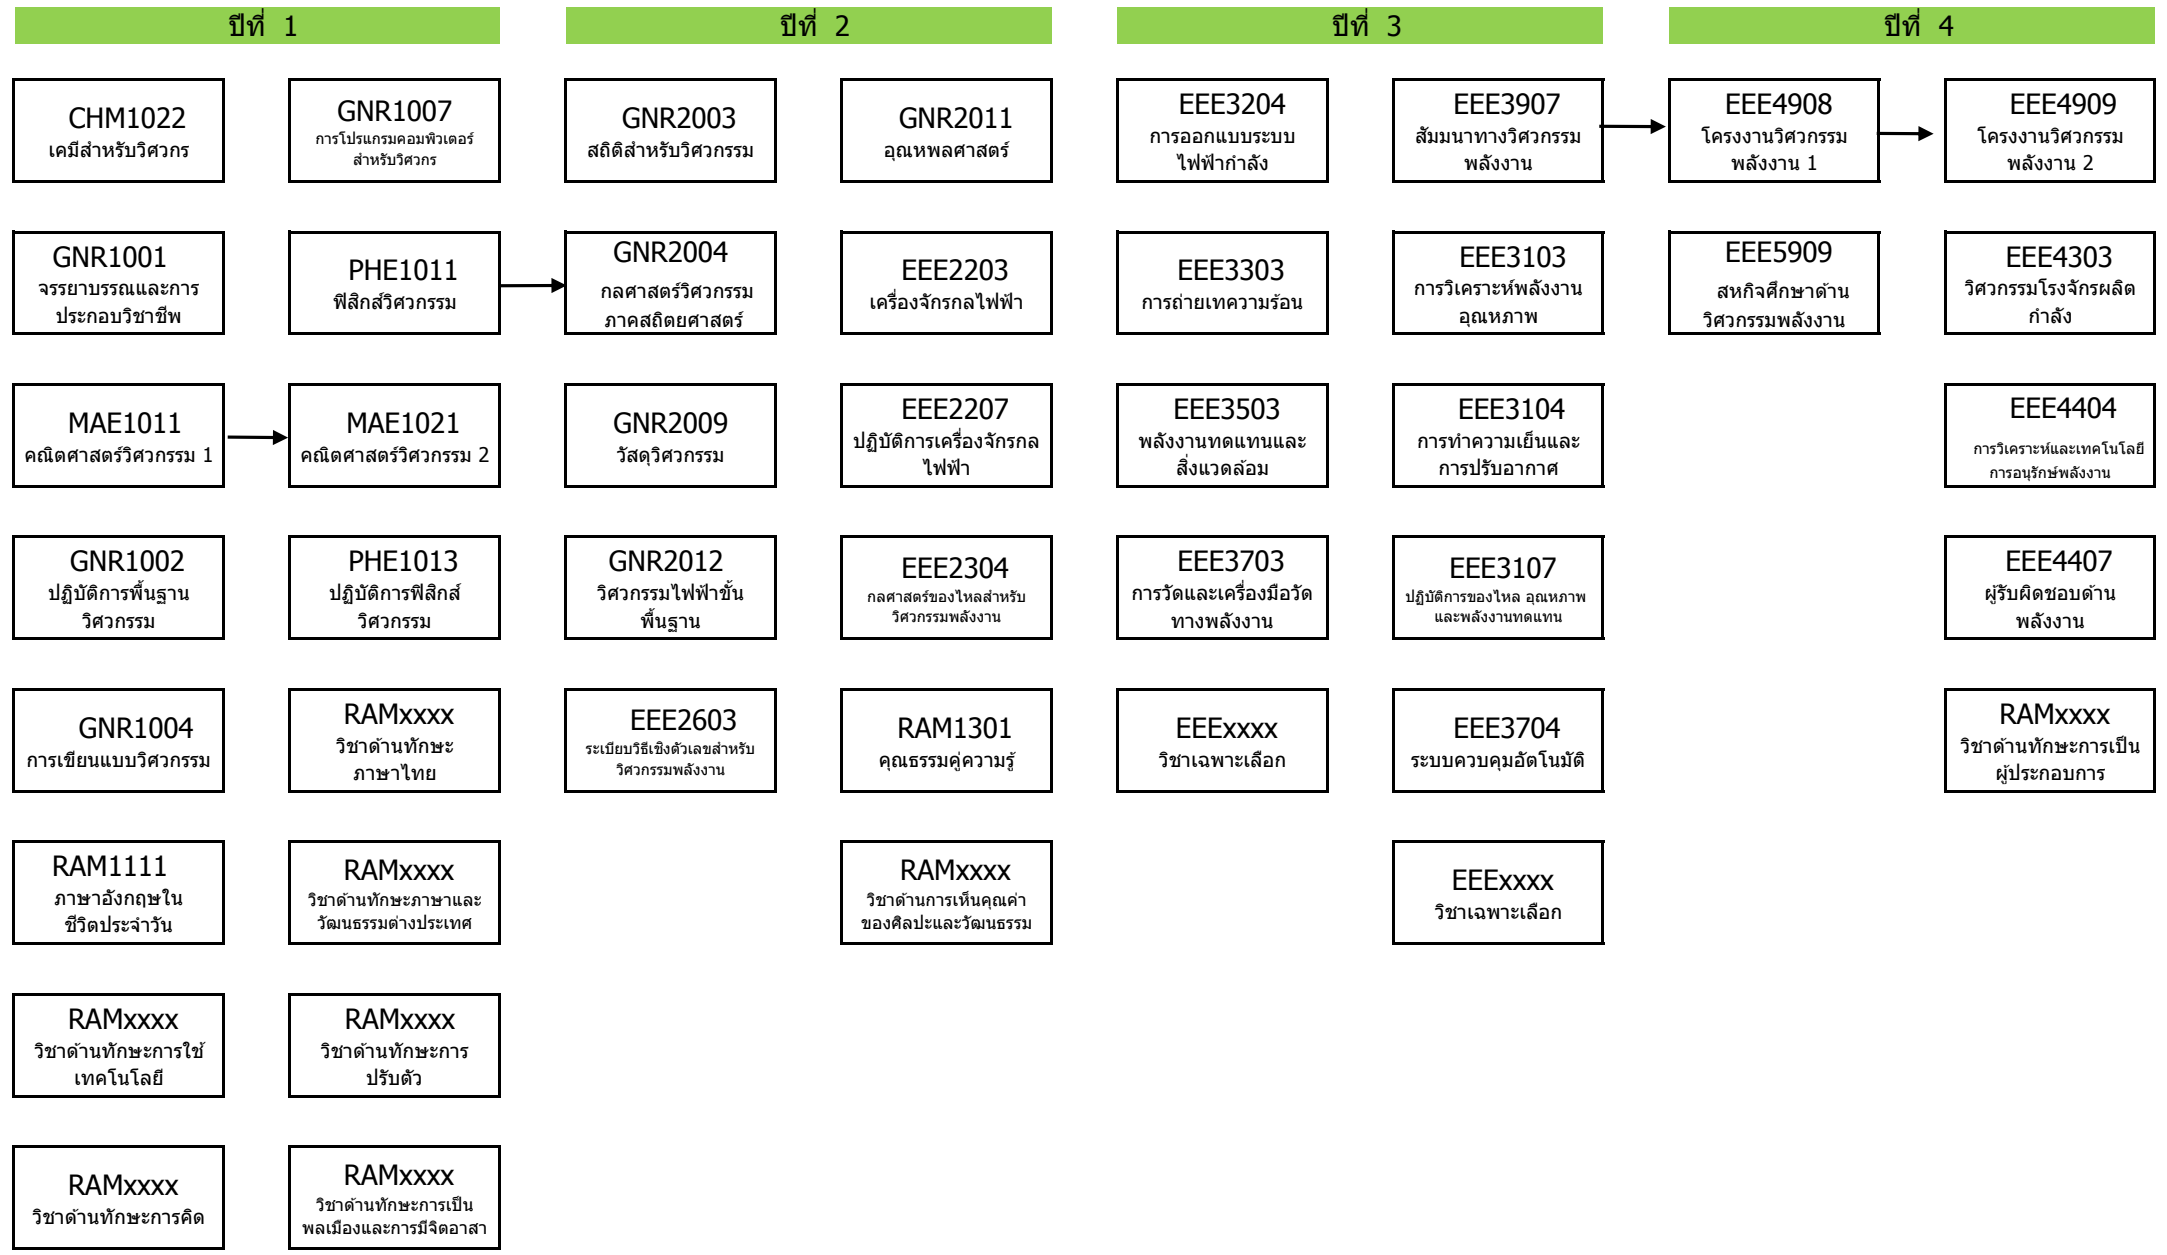 ปีที่ 1
ปีที่ 2
ปีที่ 3
ปีที่ 4
CHM1022
เคมีสำหรับวิศวกร
GNR1007
การโปรแกรมคอมพิวเตอร์
สำหรับวิศวกร
GNR2003
สถิติสำหรับวิศวกรรม
GNR2011
อุณหพลศาสตร์
EEE3204
การออกแบบระบบ
ไฟฟ้ากำลัง
EEE3907
สัมมนาทางวิศวกรรม
พลังงาน
EEE4908
โครงงานวิศวกรรม
พลังงาน 1
EEE4909
โครงงานวิศวกรรม
พลังงาน 2
GNR1001
จรรยาบรรณและการ
ประกอบวิชาชีพ
PHE1011
ฟิสิกส์วิศวกรรม
GNR2004
กลศาสตร์วิศวกรรม
ภาคสถิตยศาสตร์
EEE2203
เครื่องจักรกลไฟฟ้า
EEE3303
การถ่ายเทความร้อน
EEE3103
การวิเคราะห์พลังงาน
อุณหภาพ
EEE5909
สหกิจศึกษาด้าน
วิศวกรรมพลังงาน
EEE4303
วิศวกรรมโรงจักรผลิต
กำลัง
MAE1011
คณิตศาสตร์วิศวกรรม 1
MAE1021
คณิตศาสตร์วิศวกรรม 2
GNR2009
วัสดุวิศวกรรม
EEE2207
ปฏิบัติการเครื่องจักรกล
ไฟฟ้า
EEE3503
พลังงานทดแทนและ
สิ่งแวดล้อม
EEE3104
การทำความเย็นและ
การปรับอากาศ
EEE4404
การวิเคราะห์และเทคโนโลยี
การอนุรักษ์พลังงาน
GNR1002
ปฏิบัติการพื้นฐาน
วิศวกรรม
PHE1013
ปฏิบัติการฟิสิกส์
วิศวกรรม
GNR2012
วิศวกรรมไฟฟ้าขั้น
พื้นฐาน
EEE2304
กลศาสตร์ของไหลสำหรับ
วิศวกรรมพลังงาน
EEE3703
การวัดและเครื่องมือวัด
ทางพลังงาน
EEE3107
ปฏิบัติการของไหล อุณหภาพ
และพลังงานทดแทน
EEE4407
ผู้รับผิดชอบด้าน
พลังงาน
GNR1004
การเขียนแบบวิศวกรรม
RAMxxxx
วิชาด้านทักษะ
ภาษาไทย
EEE2603
ระเบียบวิธีเชิงตัวเลขสำหรับ
วิศวกรรมพลังงาน
RAM1301
คุณธรรมคู่ความรู้
EEExxxx
วิชาเฉพาะเลือก
EEE3704
ระบบควบคุมอัตโนมัติ
RAMxxxx
วิชาด้านทักษะการเป็น
ผู้ประกอบการ
RAM1111
ภาษาอังกฤษใน
ชีวิตประจำวัน
RAMxxxx
วิชาด้านทักษะภาษาและ
วัฒนธรรมต่างประเทศ
RAMxxxx
วิชาด้านการเห็นคุณค่า
ของศิลปะและวัฒนธรรม
EEExxxx
วิชาเฉพาะเลือก
RAMxxxx
วิชาด้านทักษะการใช้
เทคโนโลยี
RAMxxxx
วิชาด้านทักษะการ
ปรับตัว
RAMxxxx
วิชาด้านทักษะการคิด
RAMxxxx
วิชาด้านทักษะการเป็น
พลเมืองและการมีจิตอาสา